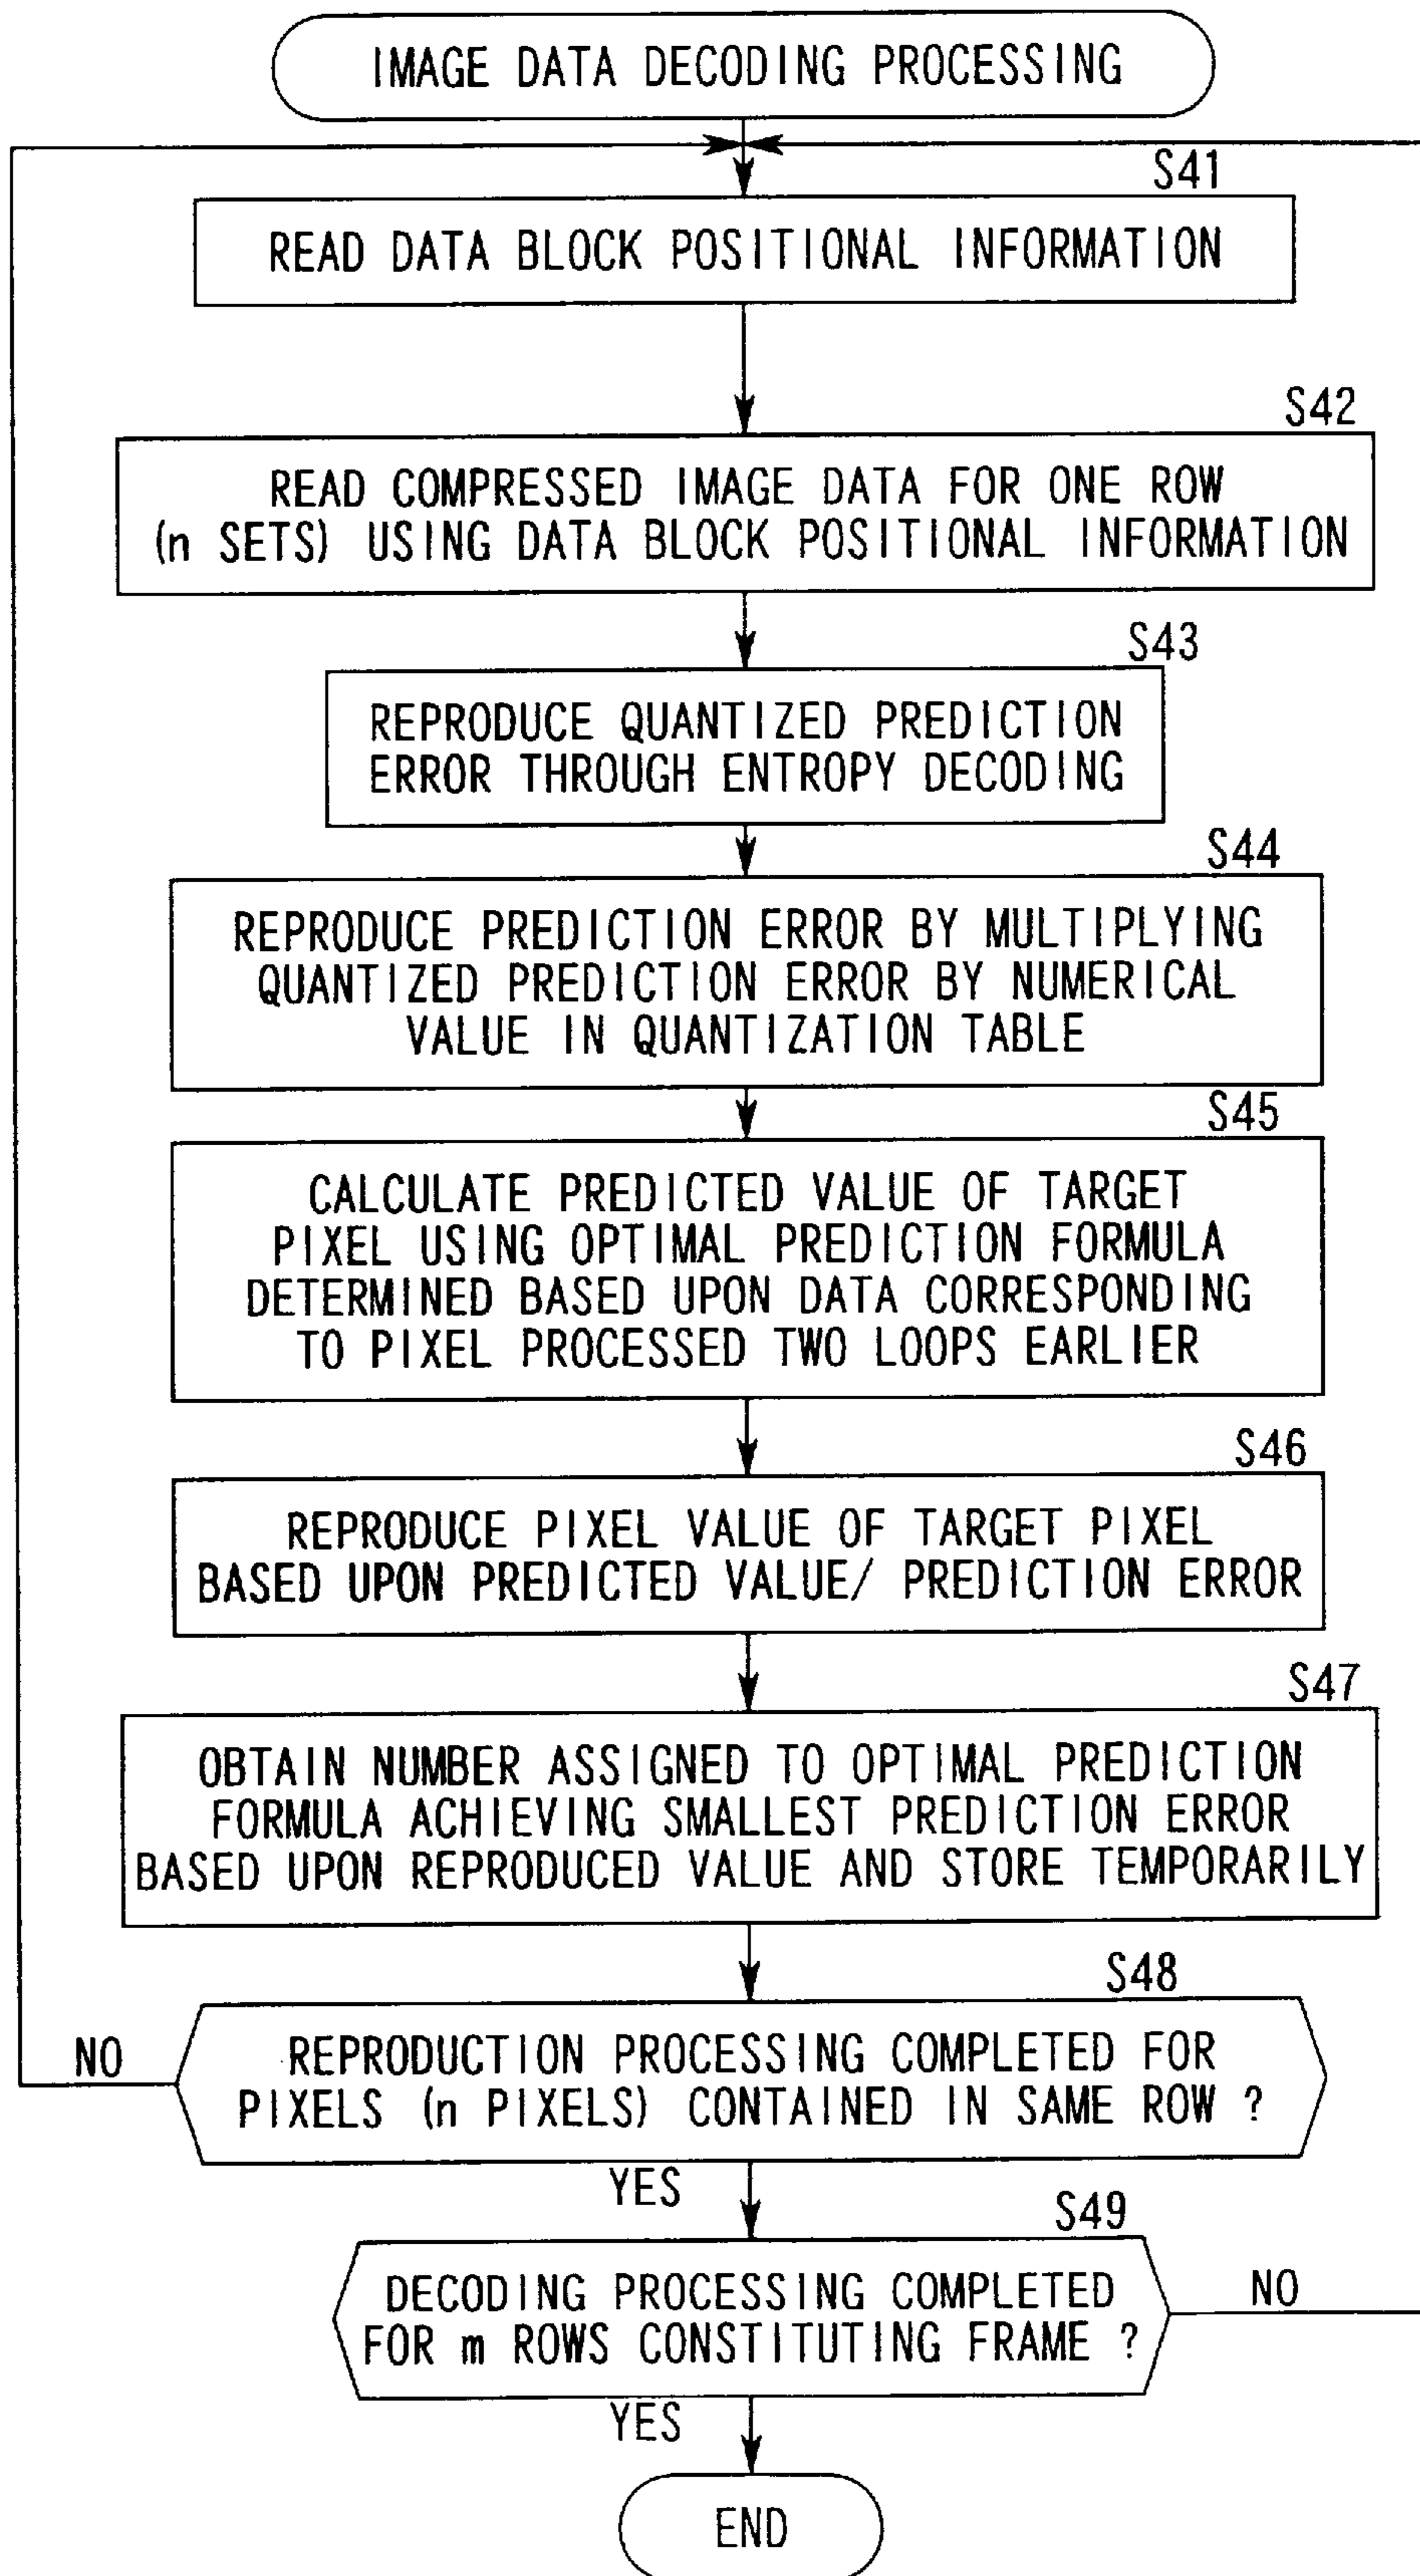 IMAGE DATA DECODING PROCESSING
S41
READ DATA BLOCK POSITIONAL INFORMATION
S42
READ COMPRESSED IMAGE DATA FOR ONE ROW
(n SETS) USING DATA BLOCK POSITIONAL INFORMATION
S43
REPRODUCE QUANTIZED PREDICTION
ERROR THROUGH ENTROPY DECODING
S44
REPRODUCE PREDICTION ERROR BY MULTIPLYING
QUANTIZED PREDICTION ERROR BY NUMERICAL
VALUE IN QUANTIZATION TABLE
S45
CALCULATE PREDICTED VALUE OF TARGET
PIXEL USING OPTIMAL PREDICTION FORMULA
DETERMINED BASED UPON DATA CORRESPONDING
TO PIXEL PROCESSED TWO LOOPS EARLIER
S46
REPRODUCE PIXEL VALUE OF TARGET PIXEL
BASED UPON PREDICTED VALUE/ PREDICTION ERROR
S47
OBTAIN NUMBER ASSIGNED TO OPTIMAL PREDICTION
FORMULA ACHIEVING SMALLEST PREDICTION ERROR
BASED UPON REPRODUCED VALUE AND STORE TEMPORARILY
S48
NO
REPRODUCTION PROCESSING COMPLETED FOR
PIXELS (n PIXELS) CONTAINED IN SAME ROW ?
YES
S49
DECODING PROCESSING COMPLETED
FOR m ROWS CONSTITUTING FRAME ?
NO
YES
END